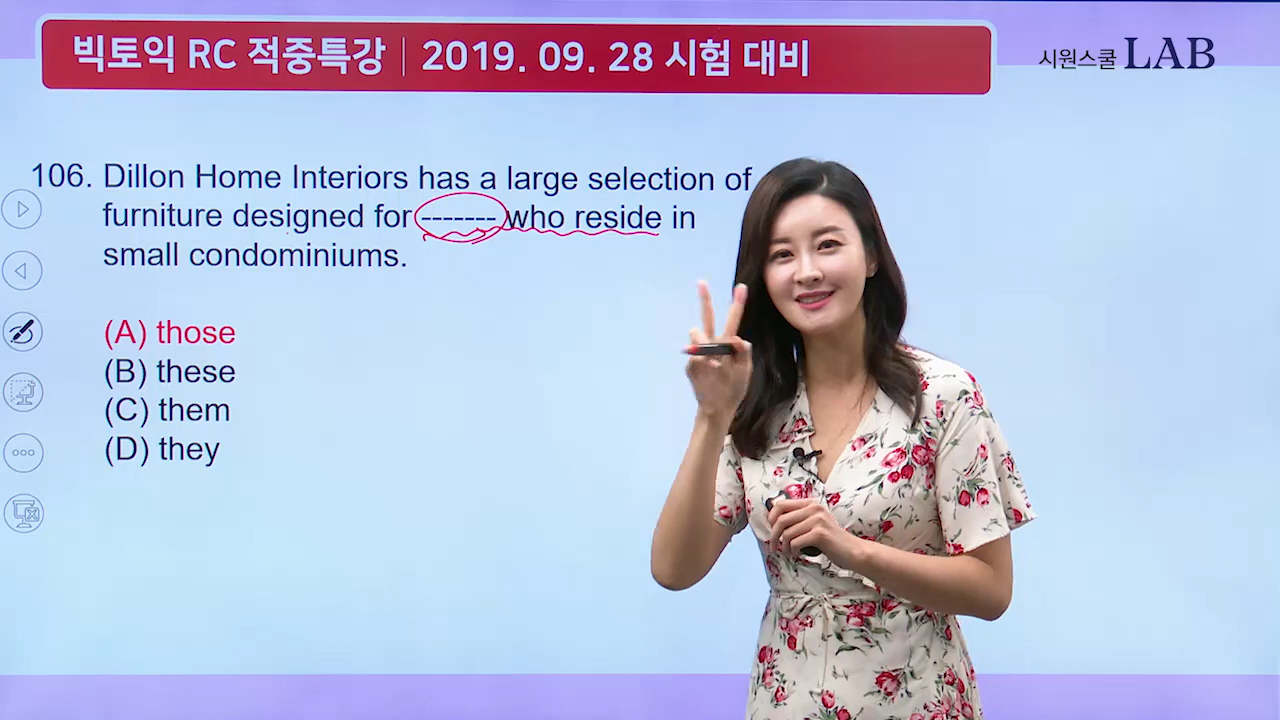 빅토익 RC 적중특강 | 2019. 09. 28 시험 대비
시원스쿨 LAB
106. Dillon Home Interiors has a large selection of
furniture designed for ------- who reside in
small condominiums.
(A) those
(B) these
(C) them
(D) they